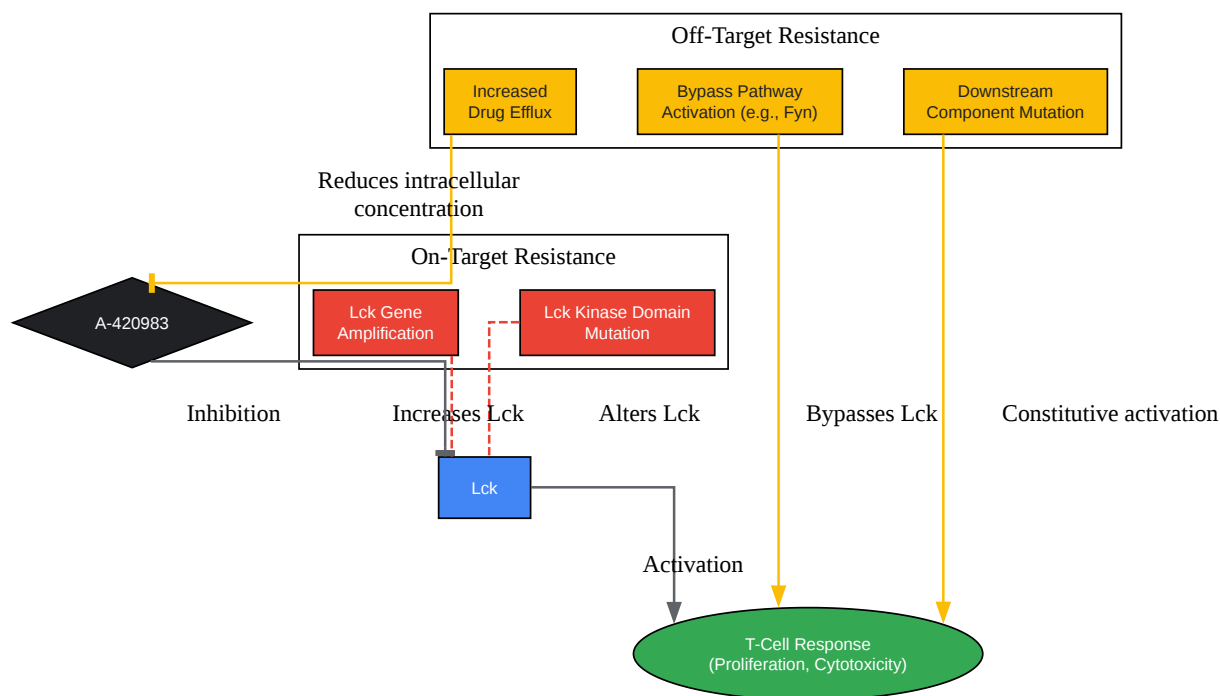 Off-Target Resistance
Increased
Drug Efflux
Bypass Pathway
Activation (e.g., Fyn)
Downstream
Component Mutation
Reduces intracellular
concentration
On-Target Resistance
A-420983
Lck Gene
Amplification
Lck Kinase Domain
Mutation
Inhibition
Increases Lck
Alters Lck
Bypasses Lck
Constitutive activation
Lck
Activation
T-Cell Response
(Proliferation, Cytotoxicity)